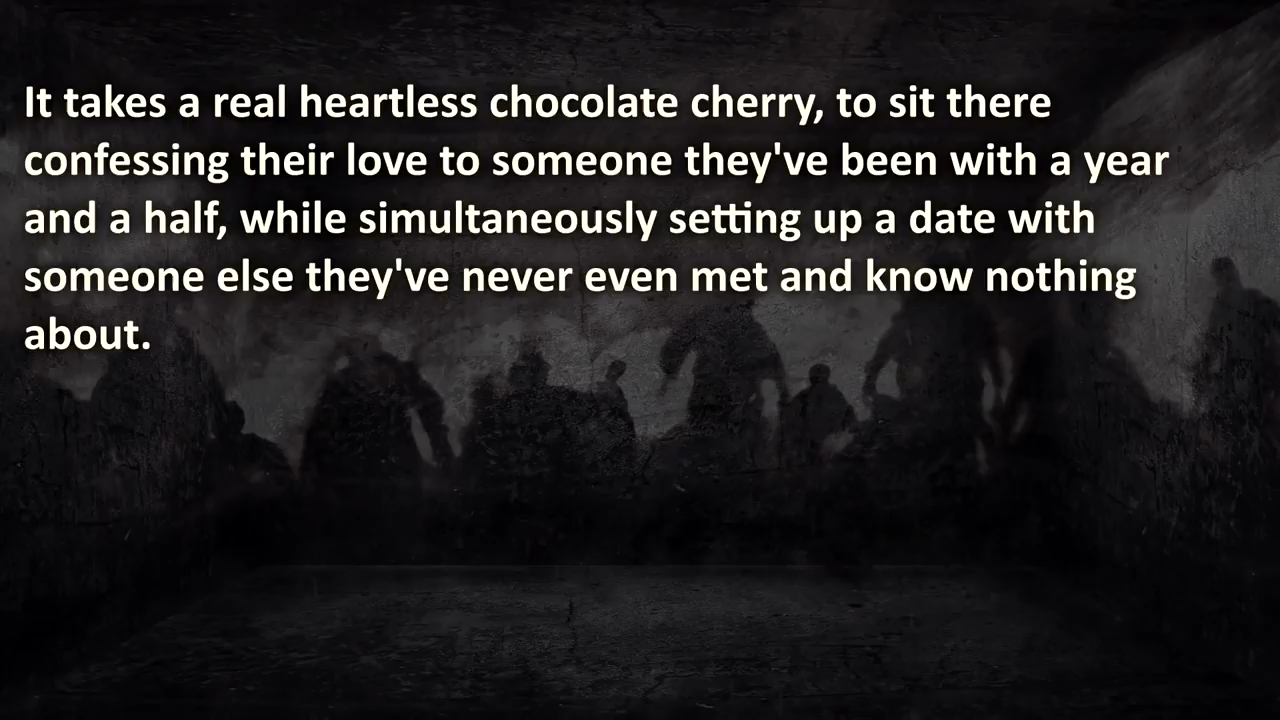 It takes a real heartless chocolate cherry, to sit there
confessing their love to someone they've been with a year
and a half, while simultaneously setting up a date with
someone else they've never even met and know nothing
about.